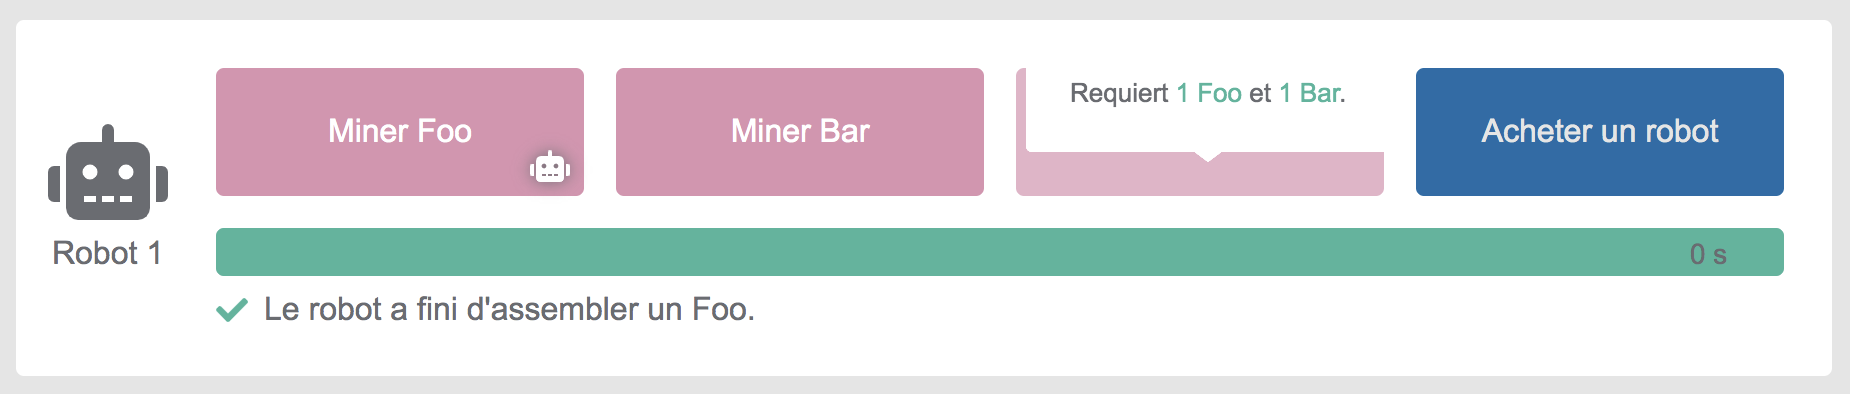 Miner Foo
Miner Bar
Requiert 1 Foo et 1 Bar.
Acheter un robot
Robot 1
0 s
Le robot a fini d'assembler un Foo.